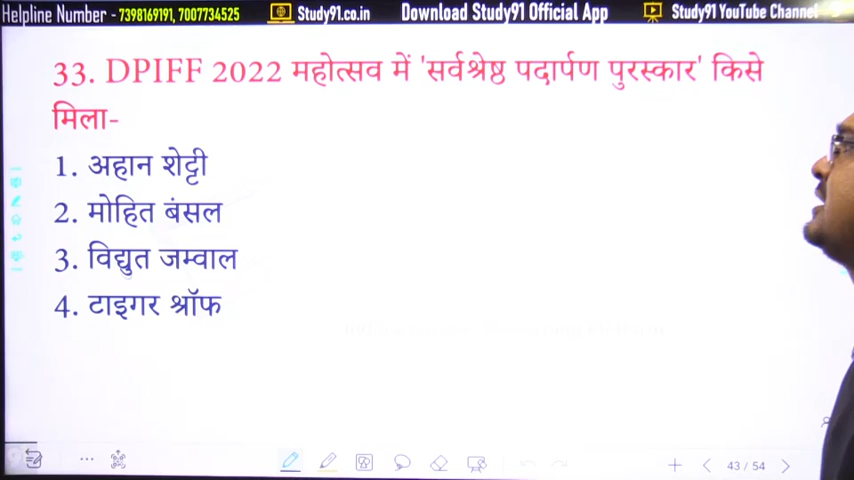 Helpline Number - 7398169191, 7007734525 Study91.co.in Download Study91 Official App Study91 YouTube Channel
33. DPIFF 2022 महोत्सव में 'सर्वश्रेष्ठ पदार्पण पुरस्कार' किसे
मिला-
1. अहान शेट्टी
2. मोहित बंसल
3. विद्युत जम्वाल
4. टाइगर श्रॉफ
43 / 54